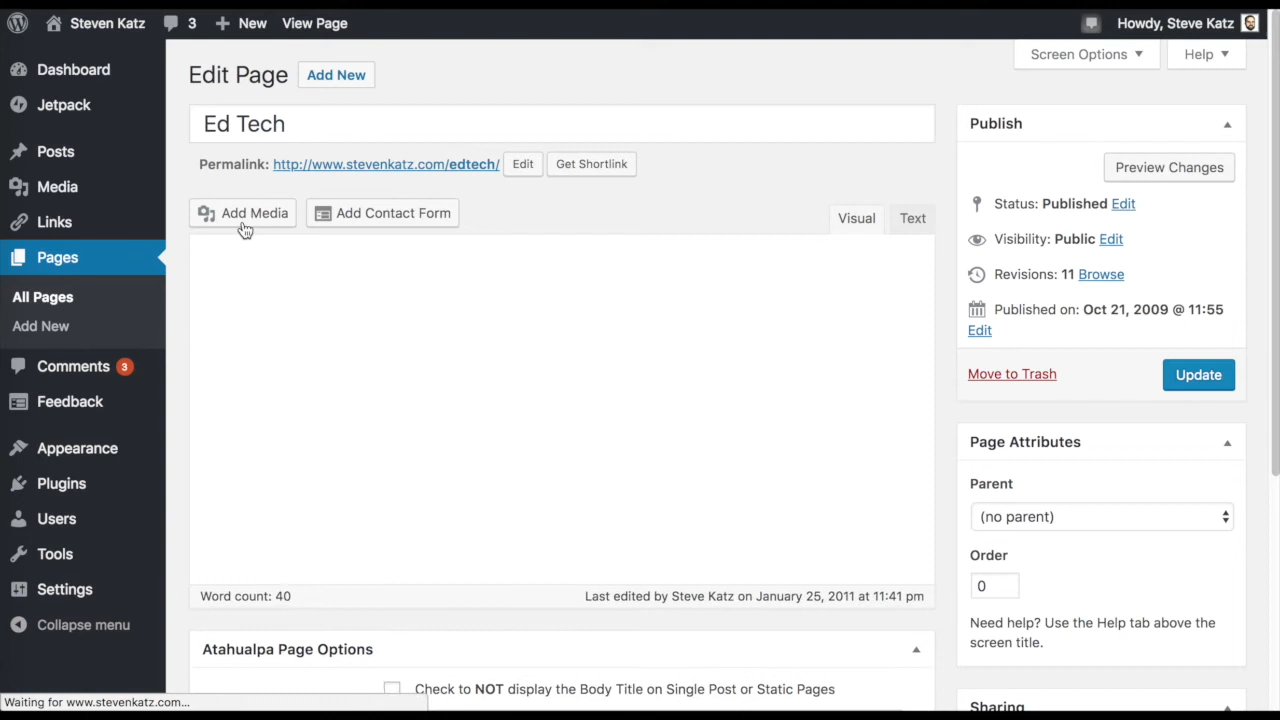 Steven Katz 3 New View Page Howdy, Steve Katz
Screen Options Help
Dashboard
Jetpack
Posts
Media
Links
Pages
All Pages
Add New
Comments 3
Feedback
Appearance
Plugins
Users
Tools
Settings
Collapse menu
Edit Page Add New
Ed Tech
Permalink: http://www.stevenkatz.com/edtech/ Edit Get Shortlink
Add Media Add Contact Form Visual Text
Word count: 40 Last edited by Steve Katz on January 25, 2011 at 11:41 pm
Atahualpa Page Options
Check to NOT display the Body Title on Single Post or Static Pages
Publish
Preview Changes
Status: Published Edit
Visibility: Public Edit
Revisions: 11 Browse
Published on: Oct 21, 2009 @ 11:55
Edit
Move to Trash Update
Page Attributes
Parent
(no parent)
Order
0
Need help? Use the Help tab above the
screen title.
Sharing
Waiting for www.stevenkatz.com...